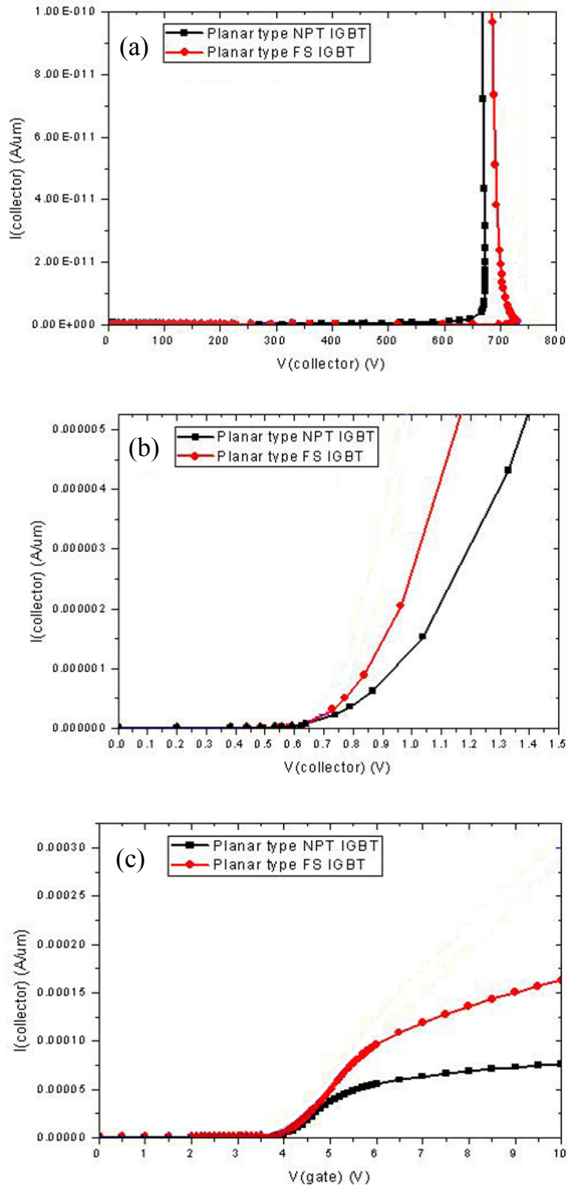 (a)
Planar type NPT IGBT
Planar type FS IGBT
1.00E-010
8.00E-011
6.00E-011
4.00E-011
2.00E-011
0.00E+000
I(collector) (A/um)
0 100 200 300 400 500 600 700 800
V(collector) (V)
(b)
Planar type NPT IGBT
Planar type FS IGBT
0.000005
0.000004
0.000003
0.000002
0.000001
0.000000
I(collector) (A/um)
0.0 0.1 0.2 0.3 0.4 0.5 0.6 0.7 0.8 0.9 1.0 1.1 1.2 1.3 1.4 1.5
V(collector) (V)
(c)
Planar type NPT IGBT
Planar type FS IGBT
0.00030
0.00025
0.00020
0.00015
0.00010
0.00005
0.00000
I(collector) (A/um)
0 1 2 3 4 5 6 7 8 9 10
V(gate) (V)